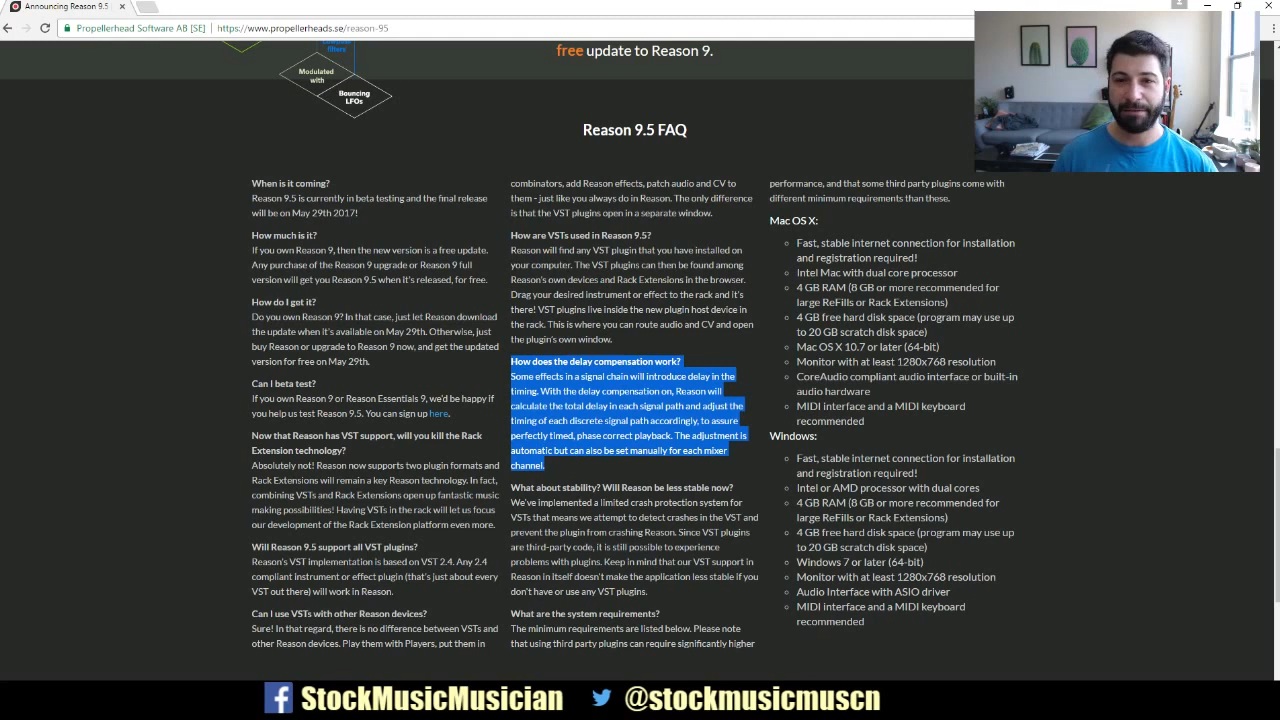 Announcing Reason 9.5
Propellerhead Software AB [SE]
https://www.propellerheads.se/reason-95
filters
Modulated
with
Bouncing
LFOs
free update to Reason 9.
Reason 9.5 FAQ
When is it coming?
Reason 9.5 is currently in beta testing and the final release
will be on May 29th 2017!
How much is it?
If you own Reason 9, then the new version is a free update.
Any purchase of the Reason 9 upgrade or Reason 9 full
version will get you Reason 9.5 when it's released, for free.
How do I get it?
Do you own Reason 9? In that case, just let Reason download
the update when it's available on May 29th. Otherwise, just
buy Reason or upgrade to Reason 9 now, and get the updated
version for free on May 29th.
Can I beta test?
If you own Reason 9 or Reason Essentials 9, we'd be happy if
you help us test Reason 9.5. You can sign up here.
Now that Reason has VST support, will you kill the Rack
Extension technology?
Absolutely not! Reason now supports two plugin formats and
Rack Extensions will remain a key Reason technology. In fact,
combining VSTs and Rack Extensions open up fantastic music
making possibilities! Having VSTs in the rack will let us focus
our development of the Rack Extension platform even more.
Will Reason 9.5 support all VST plugins?
Reason's VST implementation is based on VST 2.4. Any 2.4
compliant instrument or effect plugin (that's just about every
VST out there) will work in Reason.
Can I use VSTs with other Reason devices?
Sure! In that regard, there is no difference between VSTs and
other Reason devices. Play them with Players, put them in
combinators, add Reason effects, patch audio and CV to
them - just like you always do in Reason. The only difference
is that the VST plugins open in a separate window.
How are VSTs used in Reason 9.5?
Reason will find any VST plugin that you have installed on
your computer. The VST plugins can then be found among
Reason's own devices and Rack Extensions in the browser.
Drag your desired instrument or effect to the rack and it's
there! VST plugins live inside the new plugin host device in
the rack. This is where you can route audio and CV and open
the plugin's own window.
How does the delay compensation work?
Some effects in a signal chain will introduce delay in the
timing. With the delay compensation on, Reason will
calculate the total delay in each signal path and adjust the
timing of each discrete signal path accordingly, to assure
perfectly timed, phase correct playback. The adjustment is
automatic but can also be set manually for each mixer
channel.
What about stability? Will Reason be less stable now?
We've implemented a limited crash protection system for
VSTs that means we attempt to detect crashes in the VST and
prevent the plugin from crashing Reason. Since VST plugins
are third-party code, it is still possible to experience
problems with plugins. Keep in mind that our VST support in
Reason in itself doesn't make the application less stable if you
don't have or use any VST plugins.
What are the system requirements?
The minimum requirements are listed below. Please note
that using third party plugins can require significantly higher
performance, and that some third party plugins come with
different minimum requirements than these.
Mac OS X:
Fast, stable internet connection for installation
and registration required!
Intel Mac with dual core processor
4 GB RAM (8 GB or more recommended for
large ReFills or Rack Extensions)
4 GB free hard disk space (program may use up
to 20 GB scratch disk space)
Mac OS X 10.7 or later (64-bit)
Monitor with at least 1280x768 resolution
CoreAudio compliant audio interface or built-in
audio hardware
MIDI interface and a MIDI keyboard
recommended
Windows:
Fast, stable internet connection for installation
and registration required!
Intel or AMD processor with dual cores
4 GB RAM (8 GB or more recommended for
large ReFills or Rack Extensions)
4 GB free hard disk space (program may use up
to 20 GB scratch disk space)
Windows 7 or later (64-bit)
Monitor with at least 1280x768 resolution
Audio Interface with ASIO driver
MIDI interface and a MIDI keyboard
recommended
StockMusicMusician
@stockmusicmuscn